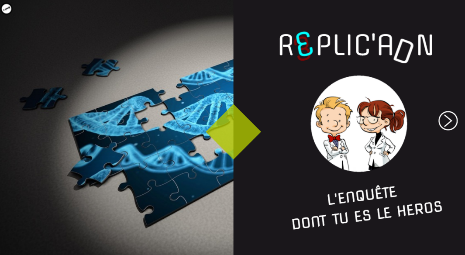 REPLIC'ADN
L'ENQUÊTE
DONT TU ES LE HEROS